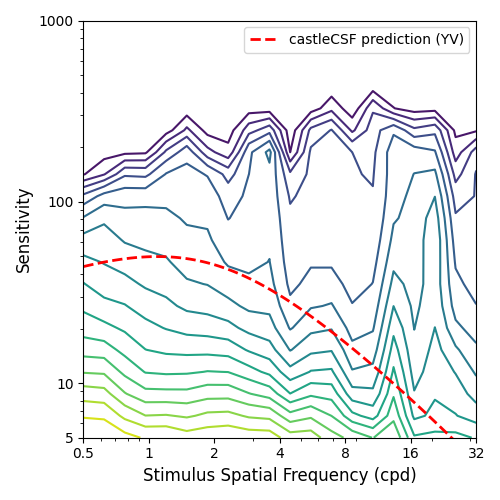 1000
castleCSF prediction (YV)
100
10
5
Sensitivity
0.5 1 2 4 8 16 32
Stimulus Spatial Frequency (cpd)